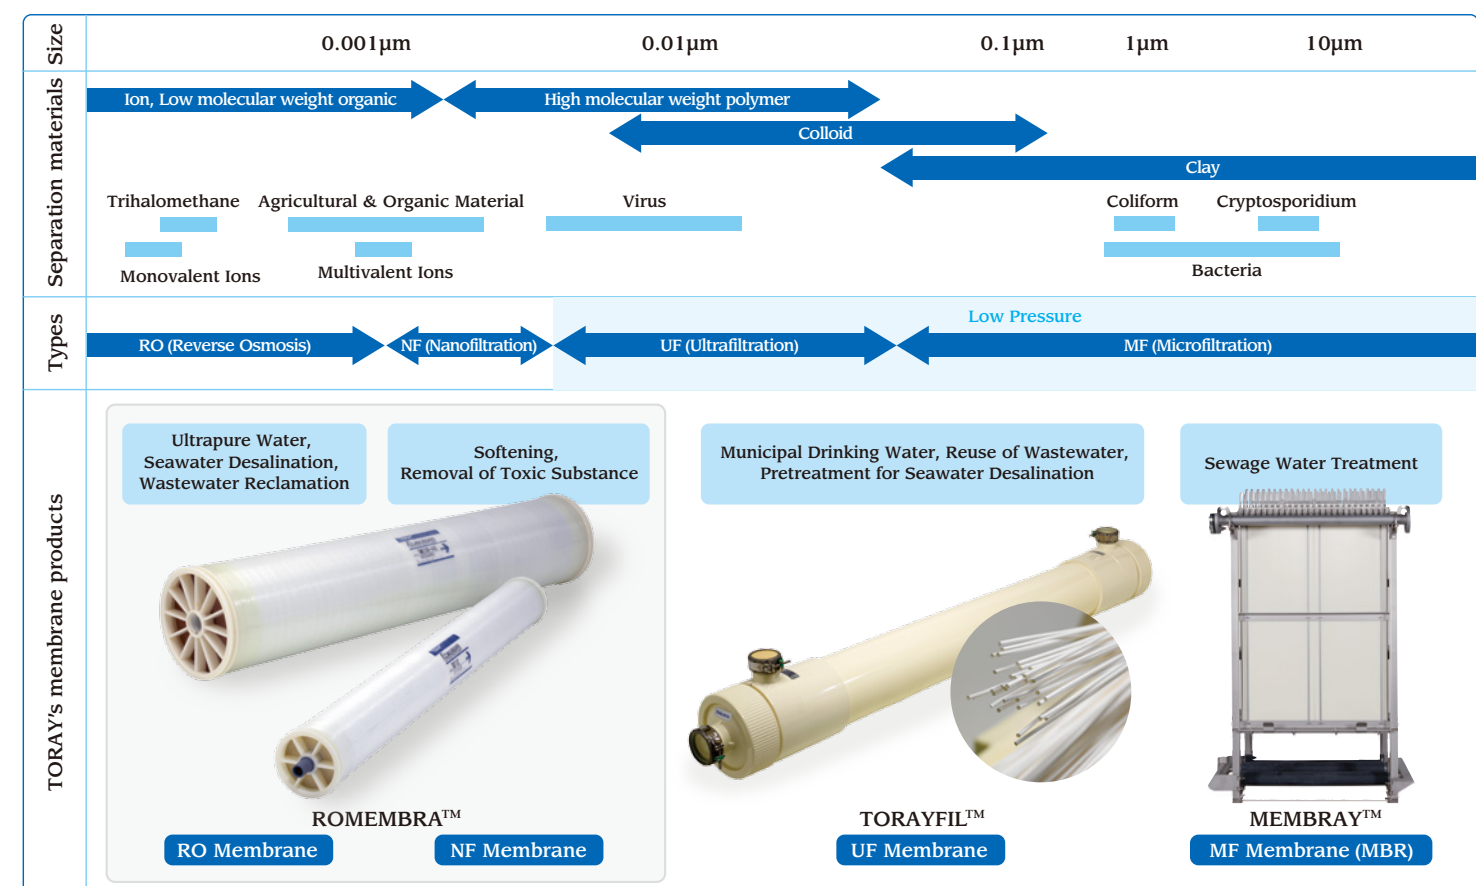 Size
0.001µm
0.01µm
0.1µm
1µm
10µm
Separation materials
Ion, Low molecular weight organic
High molecular weight polymer
Colloid
Clay
Trihalomethane
Agricultural & Organic Material
Virus
Coliform
Cryptosporidium
Monovalent Ions
Multivalent Ions
Bacteria
Types
Low Pressure
RO (Reverse Osmosis)
NF (Nanofiltration)
UF (Ultrafiltration)
MF (Microfiltration)
TORAY's membrane products
Ultrapure Water,
Seawater Desalination,
Wastewater Reclamation
Softening,
Removal of Toxic Substance
Municipal Drinking Water, Reuse of Wastewater,
Pretreatment for Seawater Desalination
Sewage Water Treatment
ROMEMBRA™
RO Membrane
NF Membrane
TORAYFIL™
UF Membrane
MEMBRAY™
MF Membrane (MBR)